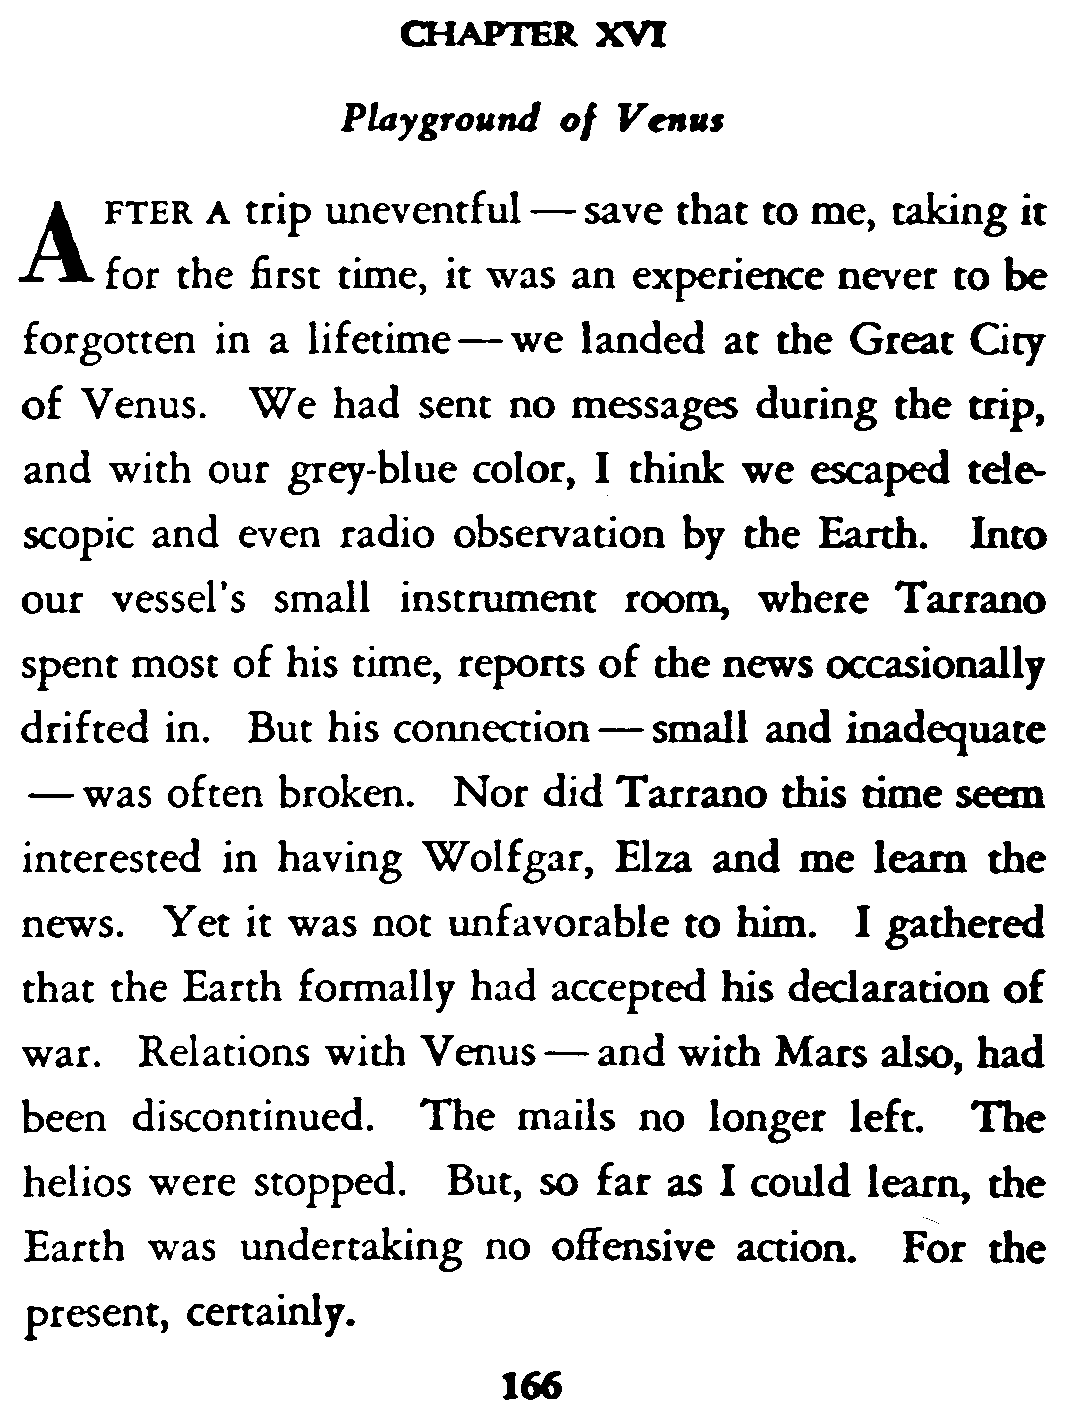 CHAPTER XVI
Playground of Venus
AFTER A trip uneventful — save that to me, taking it
for the first time, it was an experience never to be
forgotten in a lifetime — we landed at the Great City
of Venus. We had sent no messages during the trip,
and with our grey-blue color, I think we escaped tele-
scopic and even radio observation by the Earth. Into
our vessel's small instrument room, where Tarrano
spent most of his time, reports of the news occasionally
drifted in. But his connection — small and inadequate
— was often broken. Nor did Tarrano this time seem
interested in having Wolfgar, Elza and me learn the
news. Yet it was not unfavorable to him. I gathered
that the Earth formally had accepted his declaration of
war. Relations with Venus — and with Mars also, had
been discontinued. The mails no longer left. The
helios were stopped. But, so far as I could learn, the
Earth was undertaking no offensive action. For the
present, certainly.
166